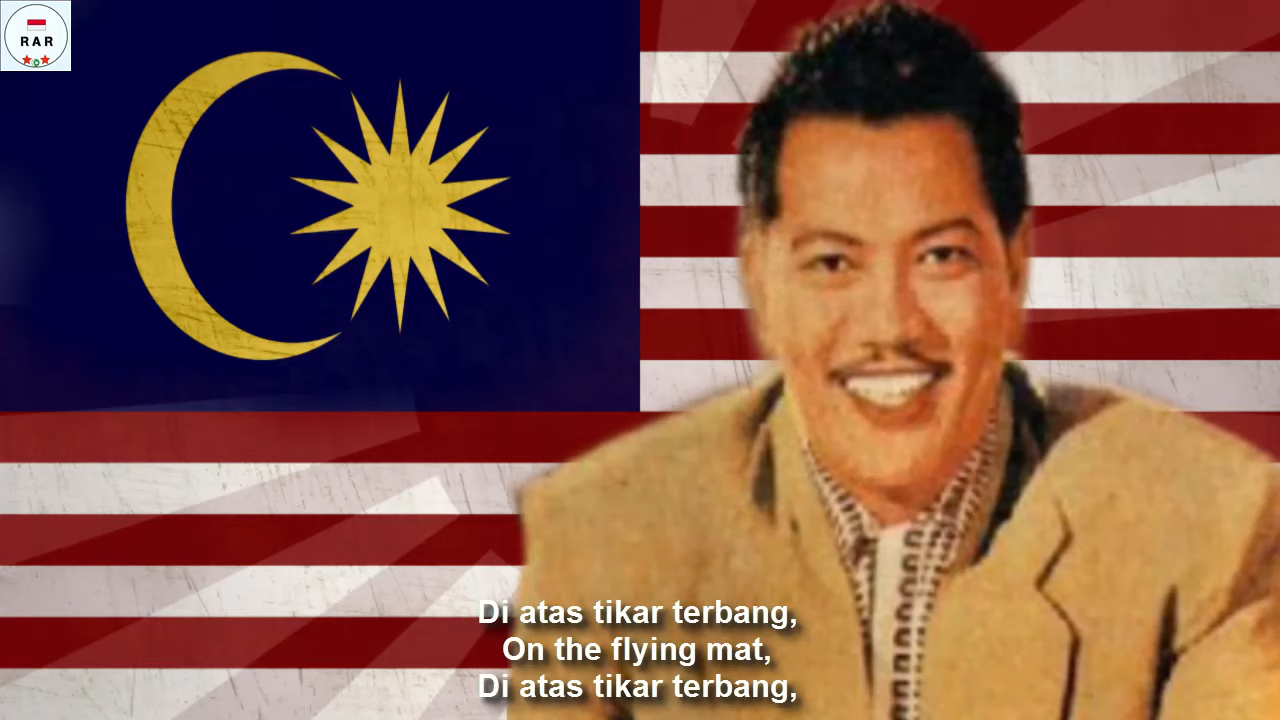 RAR
Di atas tikar terbang,
On the flying mat,
Di atas tikar terbang,